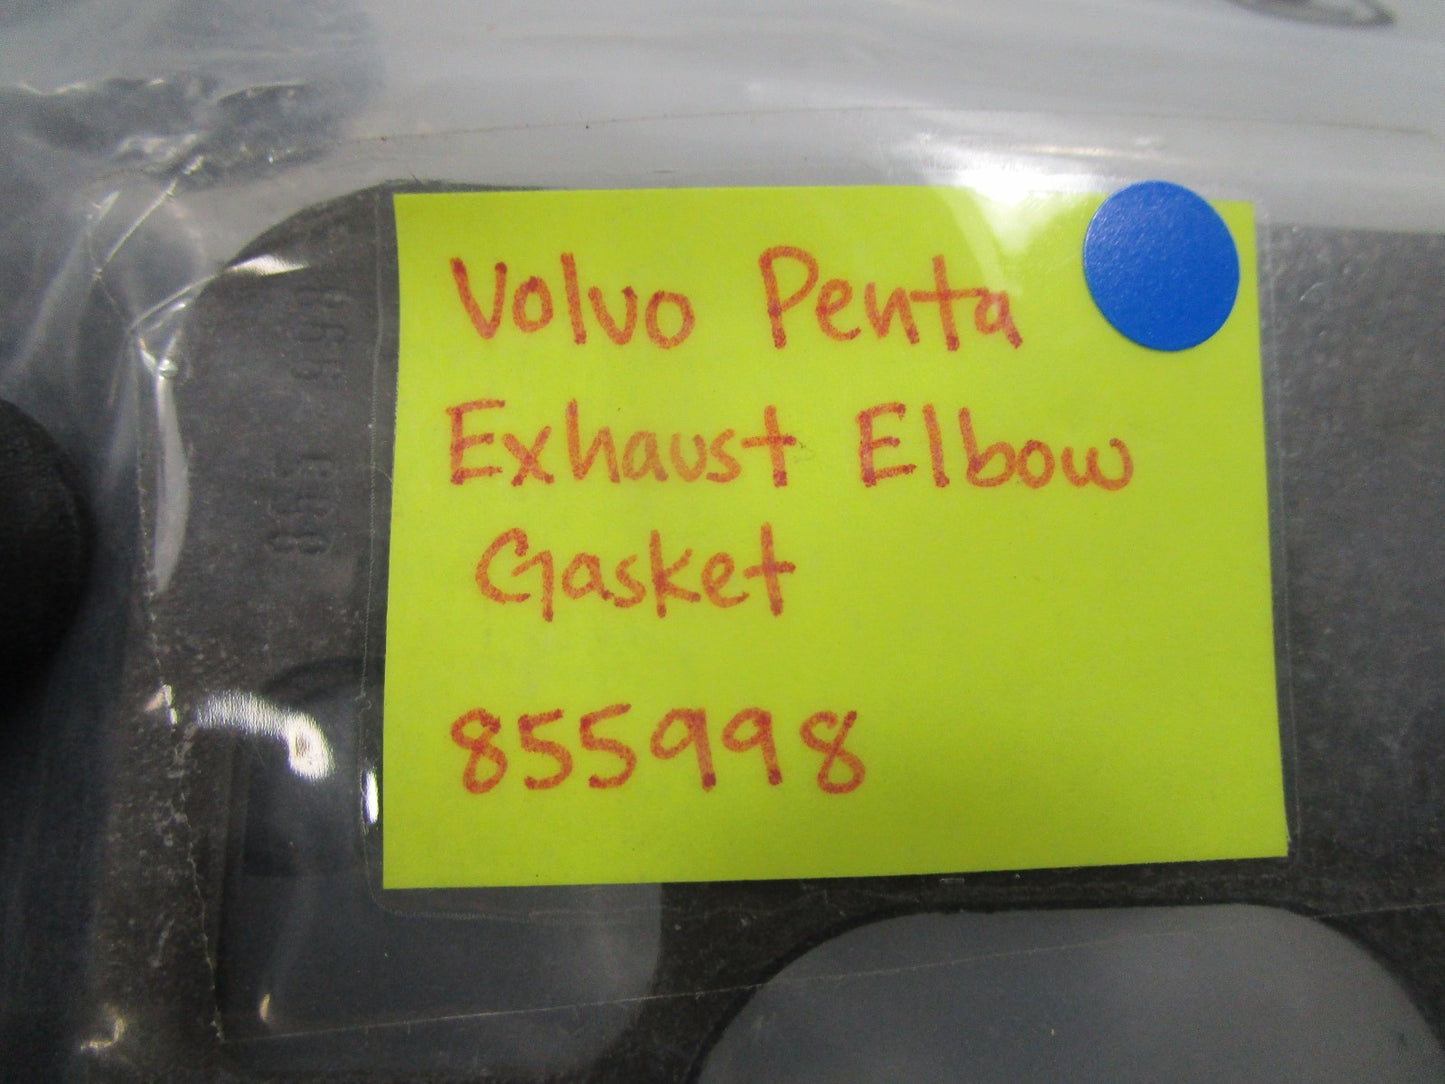 Volvo Penta
Exhaust Elbow
Gasket
855998